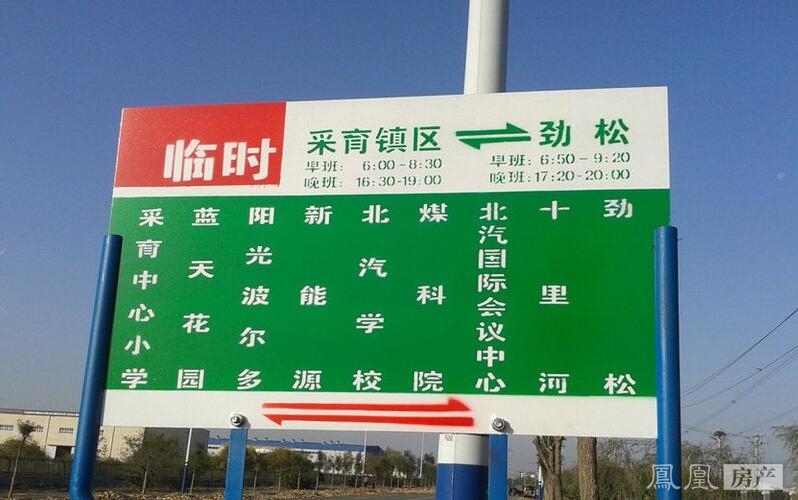 临时
采育镇区 劲松
早班: 6:00-8:30 早班: 6:50-9:20
晚班: 16:30-19:00 晚班:17:20-20:00
采育中心小学
蓝天花园
阳光波尔多
新能源
北汽学校
煤科院
北汽国际会议中心
十里河
劲松
鳳凰 房产